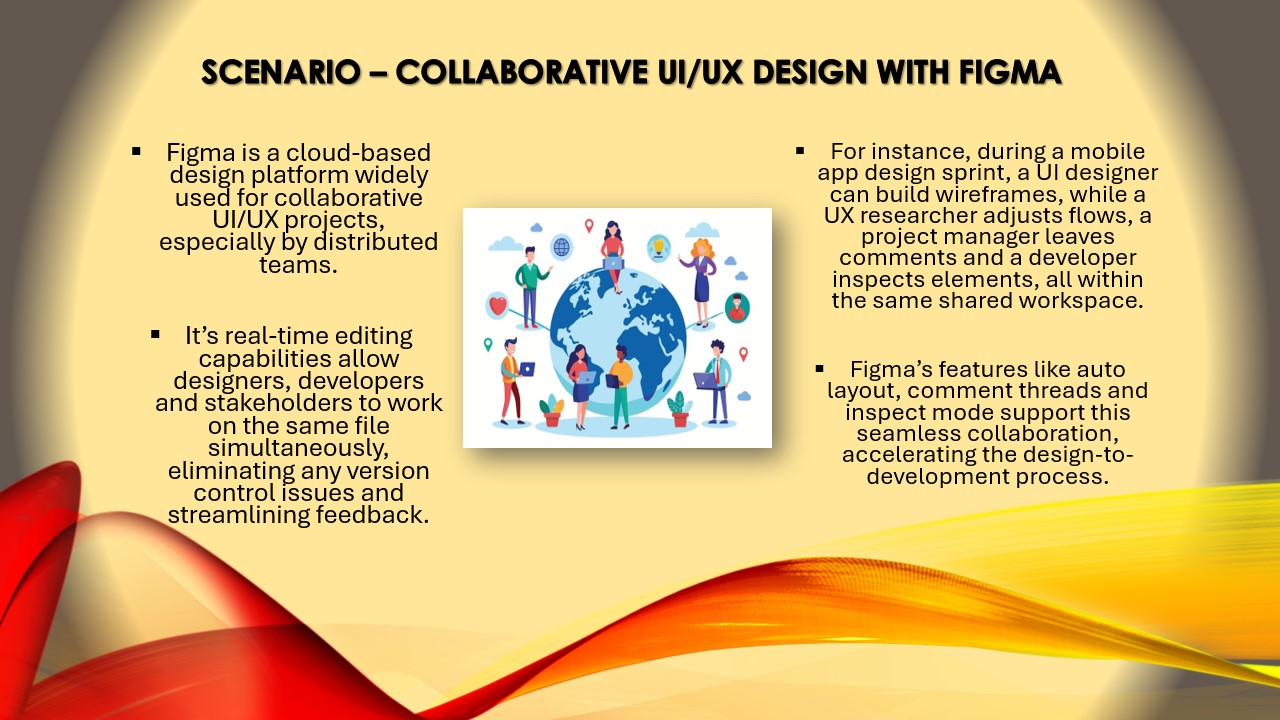 SCENARIO – COLLABORATIVE UI/UX DESIGN WITH FIGMA
▪ Figma is a cloud-based
design platform widely
used for collaborative
UI/UX projects,
especially by distributed
teams.
▪ It’s real-time editing
capabilities allow
designers, developers
and stakeholders to work
on the same file
simultaneously,
eliminating any version
control issues and
streamlining feedback.
▪ For instance, during a mobile
app design sprint, a UI designer
can build wireframes, while a
UX researcher adjusts flows, a
project manager leaves
comments and a developer
inspects elements, all within
the same shared workspace.
▪ Figma’s features like auto
layout, comment threads and
inspect mode support this
seamless collaboration,
accelerating the design-to-
development process.